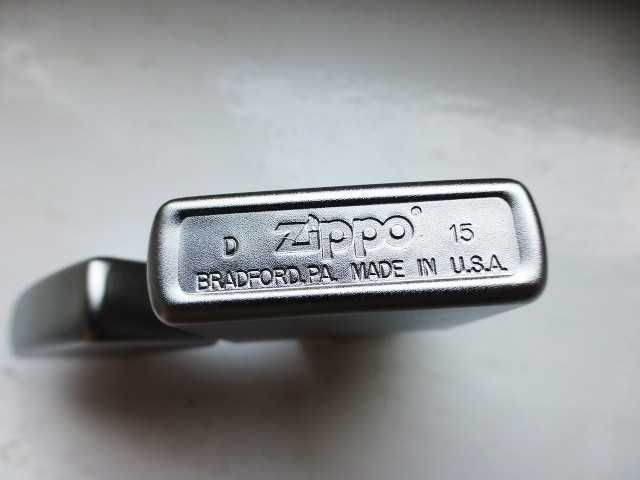 D Zippo® 15
BRADFORD,PA. MADE IN U.S.A.